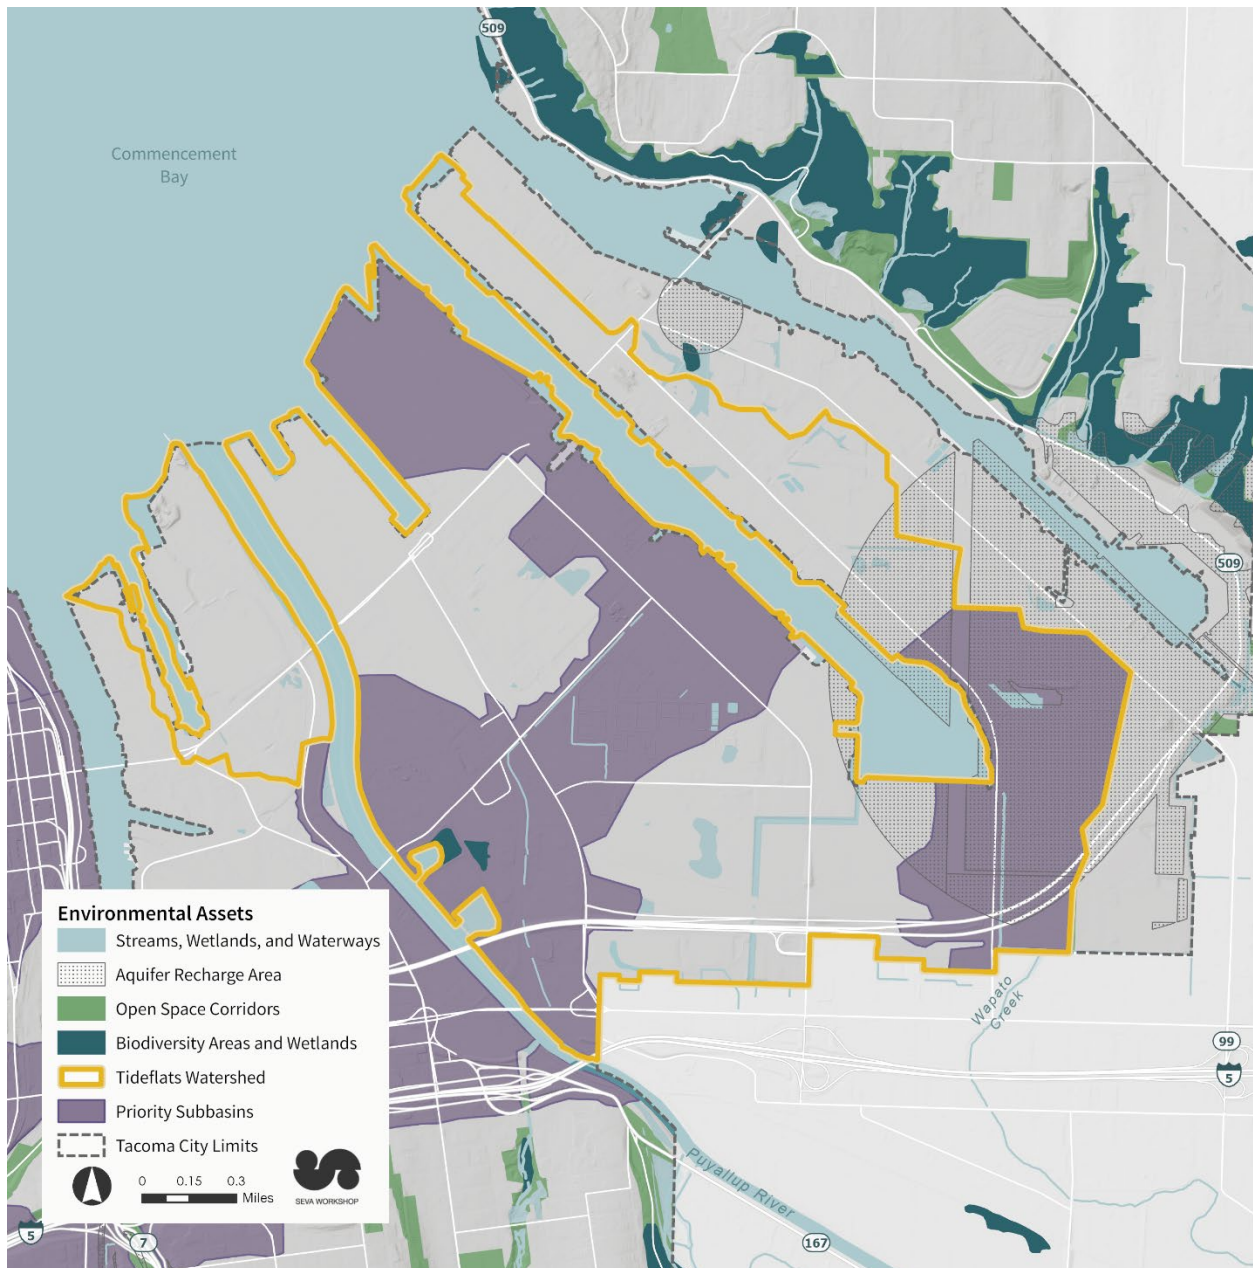 509
Commencement
Bay
509
Environmental Assets
Streams, Wetlands, and Waterways
Aquifer Recharge Area
Open Space Corridors
Biodiversity Areas and Wetlands
Tideflats Watershed
Priority Subbasins
Tacoma City Limits
0 0.15 0.3
Miles
SEVA WORKSHOP
Wapato
Creek
99
5
Puyallup River
167
5
7